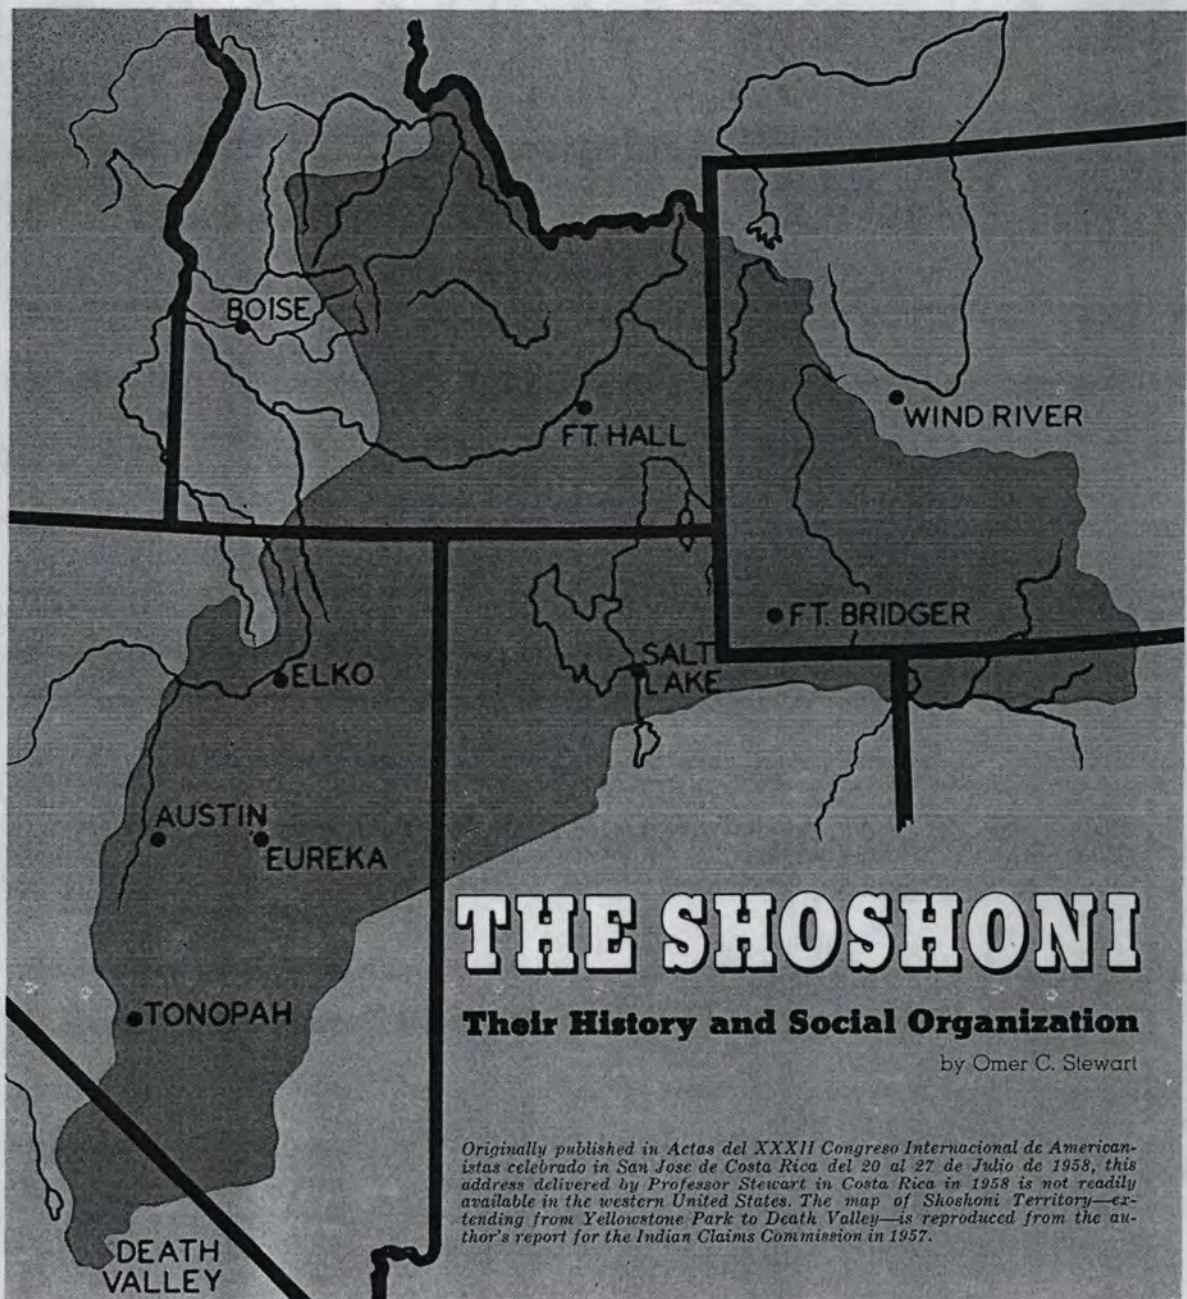 BOISE
FT. HALL
WIND RIVER
FT. BRIDGER
SALT
LAKE
ELKO
AUSTIN
EUREKA
TONOPAH
DEATH
VALLEY
THE SHOSHONI
Their History and Social Organization
by Omer C. Stewart
Originally published in Actas del XXXII Congreso Internacional de American-
istas celebrado in San Jose de Costa Rica del 20 al 27 de Julio de 1958, this
address delivered by Professor Stewart in Costa Rica in 1958 is not readily
available in the western United States. The map of Shoshoni Territory—ex-
tending from Yellowstone Park to Death Valley—is reproduced from the au-
thor's report for the Indian Claims Commission in 1957.